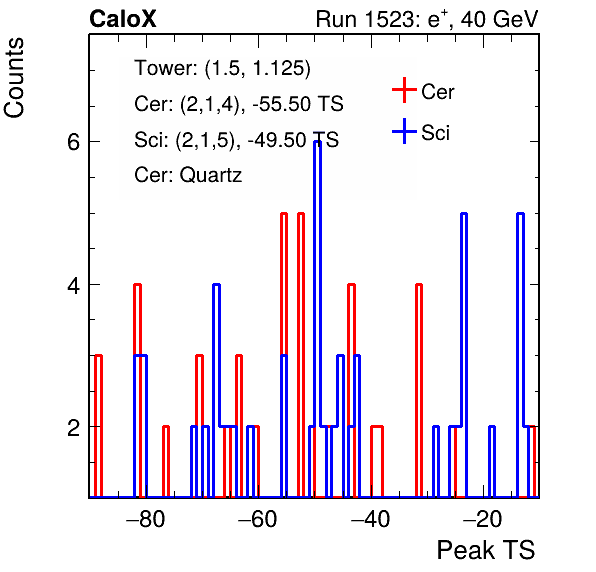 CaloX Run 1523: e⁺, 40 GeV
Counts
Tower: (1.5, 1.125)
Cer: (2,1,4), -55.50 TS
Sci: (2,1,5), -49.50 TS
Cer: Quartz
Cer
Sci
6
4
2
−80 −60 −40 −20
Peak TS